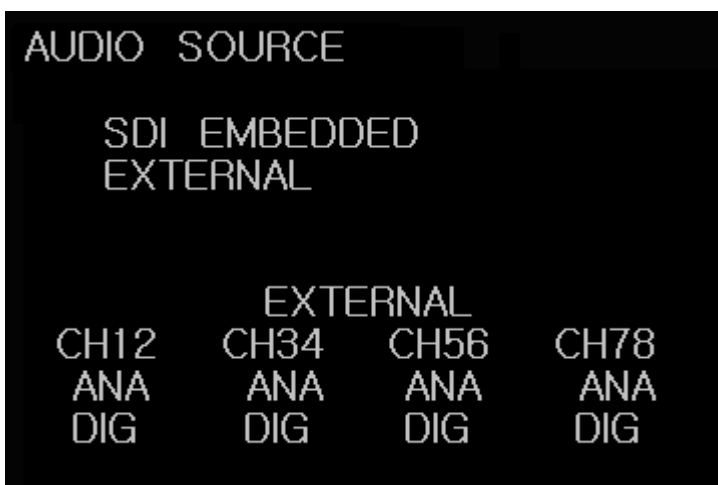 AUDIO SOURCE
SDI EMBEDDED
EXTERNAL
EXTERNAL
CH12 CH34 CH56 CH78
ANA ANA ANA ANA
DIG DIG DIG DIG